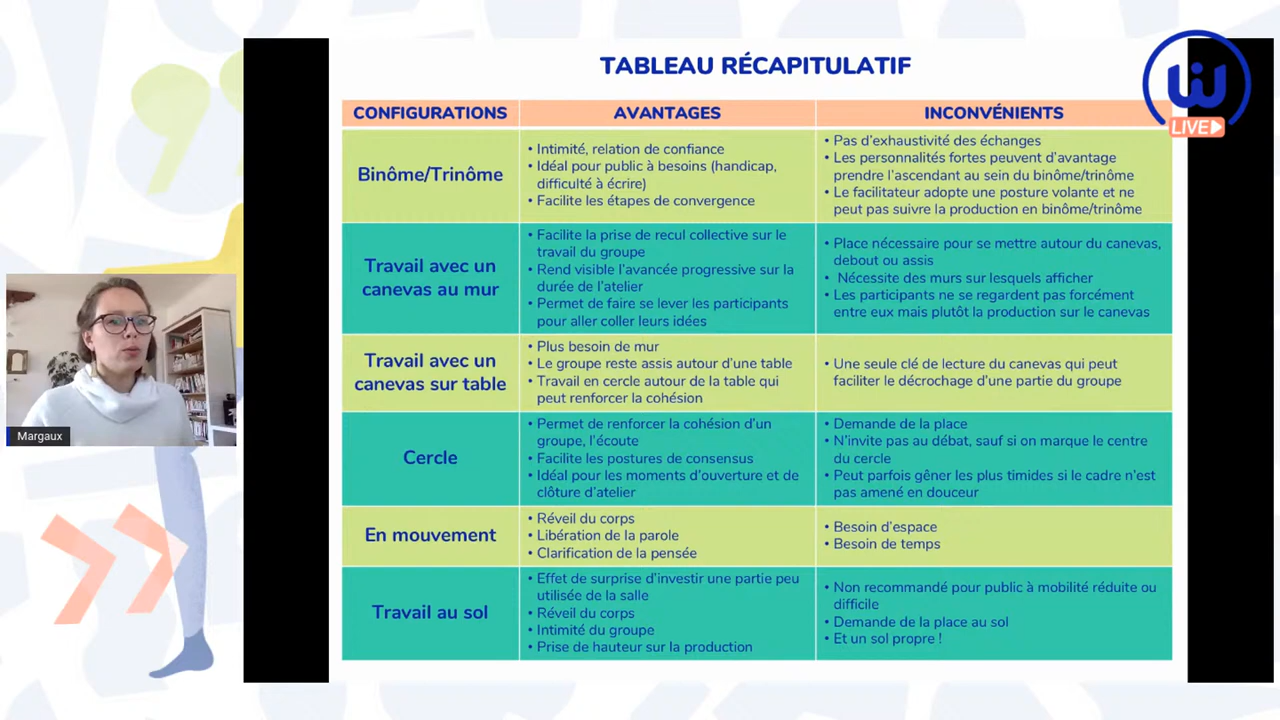 TABLEAU RÉCAPITULATIF
LIVE
CONFIGURATIONS
AVANTAGES
INCONVÉNIENTS
Binôme/Trinôme
• Intimité, relation de confiance
• Idéal pour public à besoins (handicap,
difficulté à écrire)
• Facilite les étapes de convergence
• Pas d'exhaustivité des échanges
• Les personnalités fortes peuvent d'avantage
prendre l'ascendant au sein du binôme/trinôme
• Le facilitateur adopte une posture volante et ne
peut pas suivre la production en binôme/trinôme
Travail avec un
canevas au mur
• Facilite la prise de recul collective sur le
travail du groupe
• Rend visible l'avancée progressive sur la
durée de l'atelier
• Permet de faire se lever les participants
pour aller coller leurs idées
• Place nécessaire pour se mettre autour du canevas,
debout ou assis
• Nécessite des murs sur lesquels afficher
• Les participants ne se regardent pas forcément
entre eux mais plutôt la production sur le canevas
Travail avec un
canevas sur table
• Plus besoin de mur
• Le groupe reste assis autour d'une table
• Travail en cercle autour de la table qui
peut renforcer la cohésion
• Une seule clé de lecture du canevas qui peut
faciliter le décrochage d'une partie du groupe
Cercle
• Permet de renforcer la cohésion d'un
groupe, l'écoute
• Facilite les postures de consensus
• Idéal pour les moments d'ouverture et de
clôture d'atelier
• Demande de la place
• N'invite pas au débat, sauf si on marque le centre
du cercle
• Peut parfois gêner les plus timides si le cadre n'est
pas amené en douceur
En mouvement
• Réveil du corps
• Libération de la parole
• Clarification de la pensée
• Besoin d'espace
• Besoin de temps
Travail au sol
• Effet de surprise d'investir une partie peu
utilisée de la salle
• Réveil du corps
• Intimité du groupe
• Prise de hauteur sur la production
• Non recommandé pour public à mobilité réduite ou
difficile
• Demande de la place au sol
• Et un sol propre !
Margaux